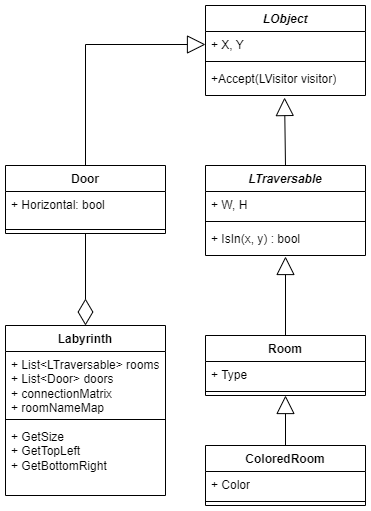 LObject
+ X, Y
+Accept(LVisitor visitor)
Door
+ Horizontal: bool
LTraversable
+ W, H
+ IsIn(x, y) : bool
Labyrinth
+ List<LTraversable> rooms
+ List<Door> doors
+ connectionMatrix
+ roomNameMap
+ GetSize
+ GetTopLeft
+ GetBottomRight
Room
+ Type
ColoredRoom
+ Color